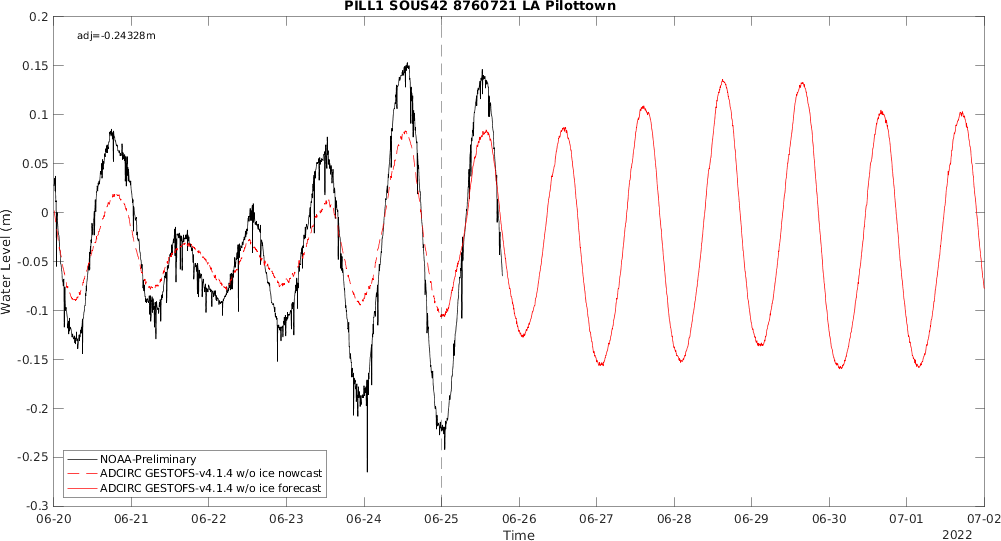 PILL1 SOUS42 8760721 LA Pilottown
adj=-0.24328m
0.2
0.15
0.1
0.05
0
-0.05
-0.1
-0.15
-0.2
-0.25
-0.3
Water Level (m)
NOAA-Preliminary
ADCIRC GESTOFS-v4.1.4 w/o ice nowcast
ADCIRC GESTOFS-v4.1.4 w/o ice forecast
06-20 06-21 06-22 06-23 06-24 06-25 06-26 06-27 06-28 06-29 06-30 07-01 07-02
Time
2022